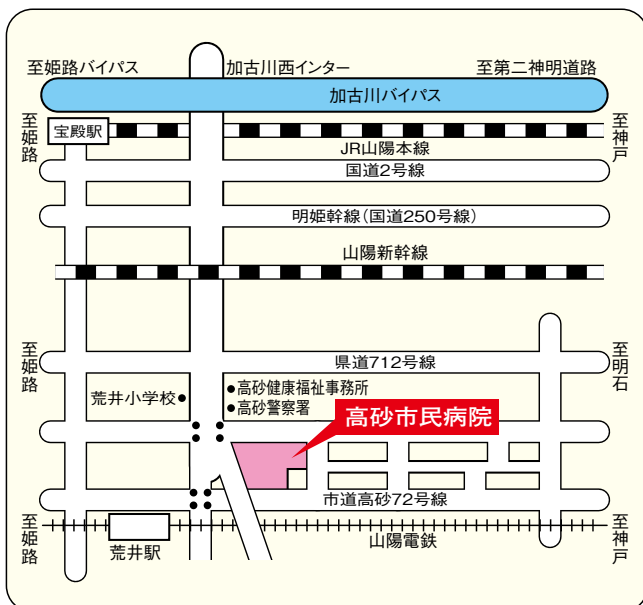 至姫路バイパス
加古川西インター
至第二神明道路
加古川バイパス
至姫路
宝殿駅
至神戸
JR山陽本線
国道2号線
明姫幹線(国道250号線)
山陽新幹線
至姫路
県道712号線
至明石
荒井小学校
高砂健康福祉事務所
高砂警察署
高砂市民病院
市道高砂72号線
至姫路
荒井駅
山陽電鉄
至神戸